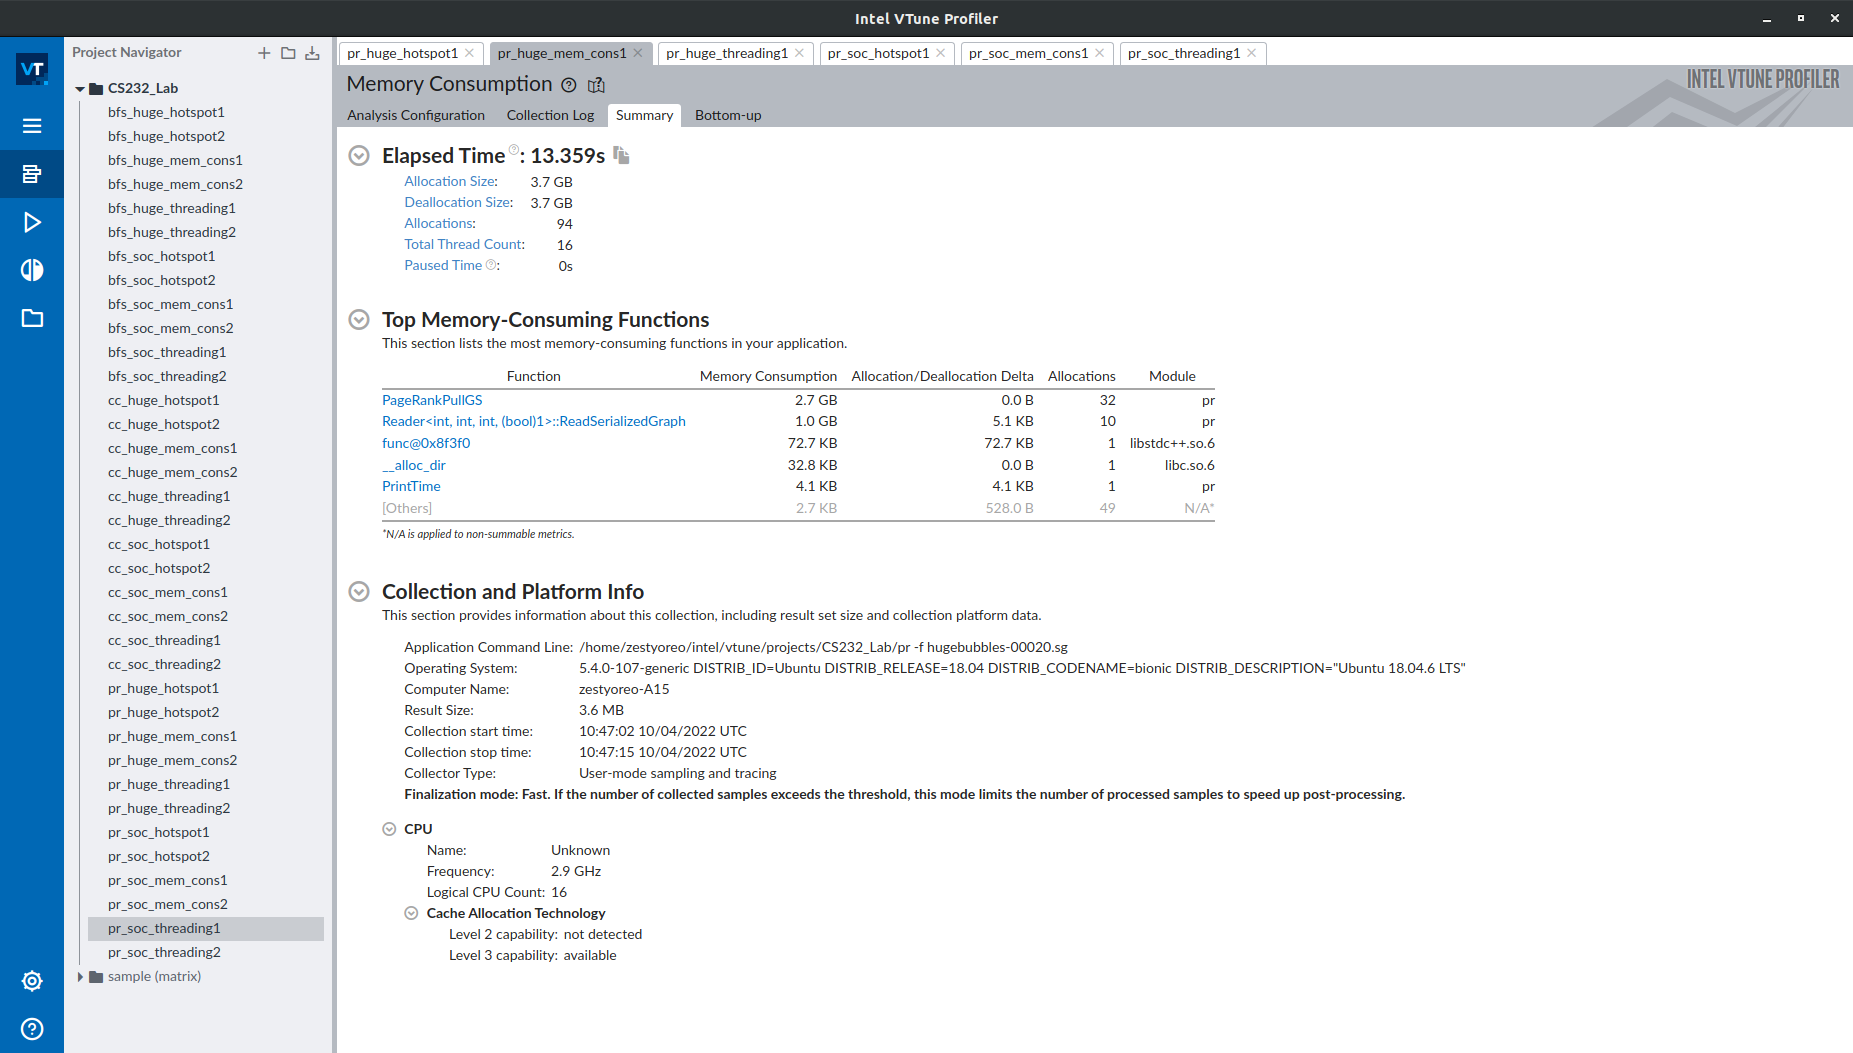 Intel VTune Profiler
VT
Project Navigator
CS232_Lab
bfs_huge_hotspot1
bfs_huge_hotspot2
bfs_huge_mem_cons1
bfs_huge_mem_cons2
bfs_huge_threading1
bfs_huge_threading2
bfs_soc_hotspot1
bfs_soc_hotspot2
bfs_soc_mem_cons1
bfs_soc_mem_cons2
bfs_soc_threading1
bfs_soc_threading2
cc_huge_hotspot1
cc_huge_hotspot2
cc_huge_mem_cons1
cc_huge_mem_cons2
cc_huge_threading1
cc_huge_threading2
cc_soc_hotspot1
cc_soc_hotspot2
cc_soc_mem_cons1
cc_soc_mem_cons2
cc_soc_threading1
cc_soc_threading2
pr_huge_hotspot1
pr_huge_hotspot2
pr_huge_mem_cons1
pr_huge_mem_cons2
pr_huge_threading1
pr_huge_threading2
pr_soc_hotspot1
pr_soc_hotspot2
pr_soc_mem_cons1
pr_soc_mem_cons2
pr_soc_threading1
pr_soc_threading2
sample (matrix)
pr_huge_hotspot1 pr_huge_mem_cons1 pr_huge_threading1 pr_soc_hotspot1 pr_soc_mem_cons1 pr_soc_threading1
Memory Consumption
INTEL VTUNE PROFILER
Analysis Configuration Collection Log Summary Bottom-up
Elapsed Time : 13.359s
Allocation Size: 3.7 GB
Deallocation Size: 3.7 GB
Allocations: 94
Total Thread Count: 16
Paused Time : 0s
Top Memory-Consuming Functions
This section lists the most memory-consuming functions in your application.
Function Memory Consumption Allocation/Deallocation Delta Allocations Module
PageRankPullGS 2.7 GB 0.0 B 32 pr
Reader<int, int, int, (bool)1>::ReadSerializedGraph 1.0 GB 5.1 KB 10 pr
func@0x8f3f0 72.7 KB 72.7 KB 1 libstdc++.so.6
__alloc_dir 32.8 KB 0.0 B 1 libc.so.6
PrintTime 4.1 KB 4.1 KB 1 pr
[Others] 2.7 KB 528.0 B 49 N/A*
*N/A is applied to non-summable metrics.
Collection and Platform Info
This section provides information about this collection, including result set size and collection platform data.
Application Command Line: /home/zestyoreo/intel/vtune/projects/CS232_Lab/pr -f hugebubbles-00020.sg
Operating System: 5.4.0-107-generic DISTRIB_ID=Ubuntu DISTRIB_RELEASE=18.04 DISTRIB_CODENAME=bionic DISTRIB_DESCRIPTION="Ubuntu 18.04.6 LTS"
Computer Name: zestyoreo-A15
Result Size: 3.6 MB
Collection start time: 10:47:02 10/04/2022 UTC
Collection stop time: 10:47:15 10/04/2022 UTC
Collector Type: User-mode sampling and tracing
Finalization mode: Fast. If the number of collected samples exceeds the threshold, this mode limits the number of processed samples to speed up post-processing.
CPU
Name: Unknown
Frequency: 2.9 GHz
Logical CPU Count: 16
Cache Allocation Technology
Level 2 capability: not detected
Level 3 capability: available